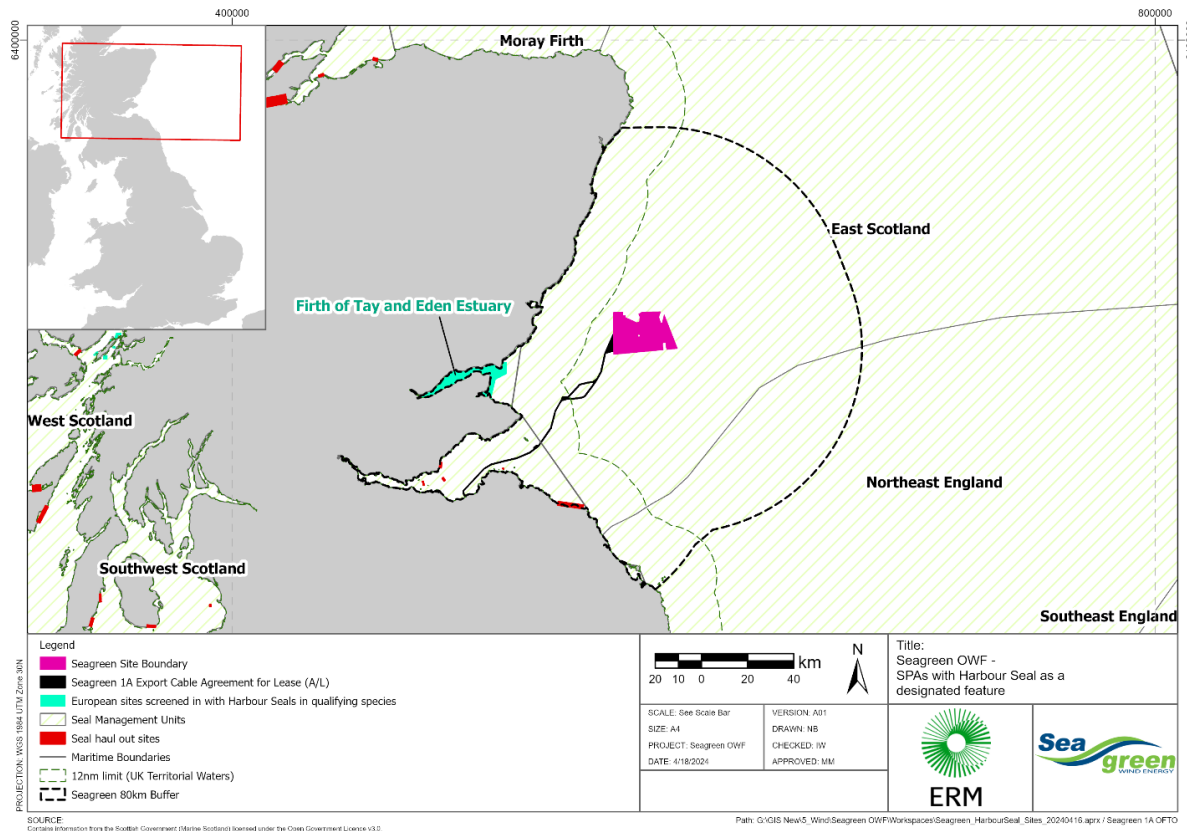 400000
800000
6400000
Moray Firth
East Scotland
Firth of Tay and Eden Estuary
West Scotland
Northeast England
Southwest Scotland
Southeast England
Legend
Seagreen Site Boundary
Seagreen 1A Export Cable Agreement for Lease (A/L)
European sites screened in with Harbour Seals in qualifying species
Seal Management Units
Seal haul out sites
Maritime Boundaries
12nm limit (UK Territorial Waters)
Seagreen 80km Buffer
km
20 10 0 20 40
N
SCALE: See Scale Bar
VERSION: A01
SIZE: A4
DRAWN: NB
PROJECT: Seagreen OWF
CHECKED: IW
DATE: 4/18/2024
APPROVED: MM
Title:
Seagreen OWF -
SPAs with Harbour Seal as a
designated feature
ERM
Sea
green
WIND ENERGY
PROJECTION: WGS 1984 UTM Zone 30N
SOURCE:
Contains information from the Scottish Government (Marine Scotland) licensed under the Open Government Licence v3.0
Path: G:\GIS New\5_Wind\Seagreen OWF\Workspaces\Seagreen_HarbourSeal_Sites_20240416.aprx / Seagreen 1A OFTO